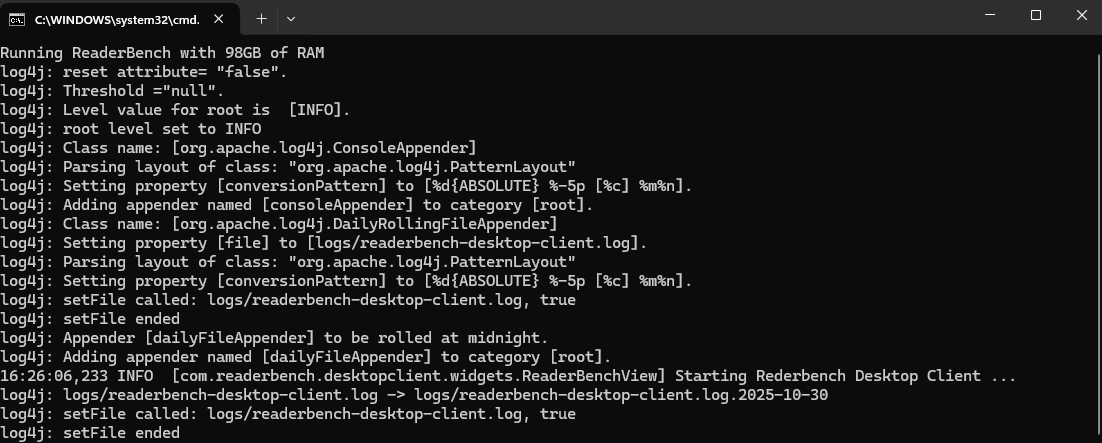 C:\WINDOWS\system32\cmd.
Running ReaderBench with 98GB of RAM
log4j: reset attribute= "false".
log4j: Threshold ="null".
log4j: Level value for root is  [INFO].
log4j: root level set to INFO
log4j: Class name: [org.apache.log4j.ConsoleAppender]
log4j: Parsing layout of class: "org.apache.log4j.PatternLayout"
log4j: Setting property [conversionPattern] to [%d{ABSOLUTE} %-5p [%c] %m%n].
log4j: Adding appender named [consoleAppender] to category [root].
log4j: Class name: [org.apache.log4j.DailyRollingFileAppender]
log4j: Setting property [file] to [logs/readerbench-desktop-client.log].
log4j: Parsing layout of class: "org.apache.log4j.PatternLayout"
log4j: Setting property [conversionPattern] to [%d{ABSOLUTE} %-5p [%c] %m%n].
log4j: setFile called: logs/readerbench-desktop-client.log, true
log4j: setFile ended
log4j: Appender [dailyFileAppender] to be rolled at midnight.
log4j: Adding appender named [dailyFileAppender] to category [root].
16:26:06,233 INFO  [com.readerbench.desktopclient.widgets.ReaderBenchView] Starting Rederbench Desktop Client ...
log4j: logs/readerbench-desktop-client.log -> logs/readerbench-desktop-client.log.2025-10-30
log4j: setFile called: logs/readerbench-desktop-client.log, true
log4j: setFile ended